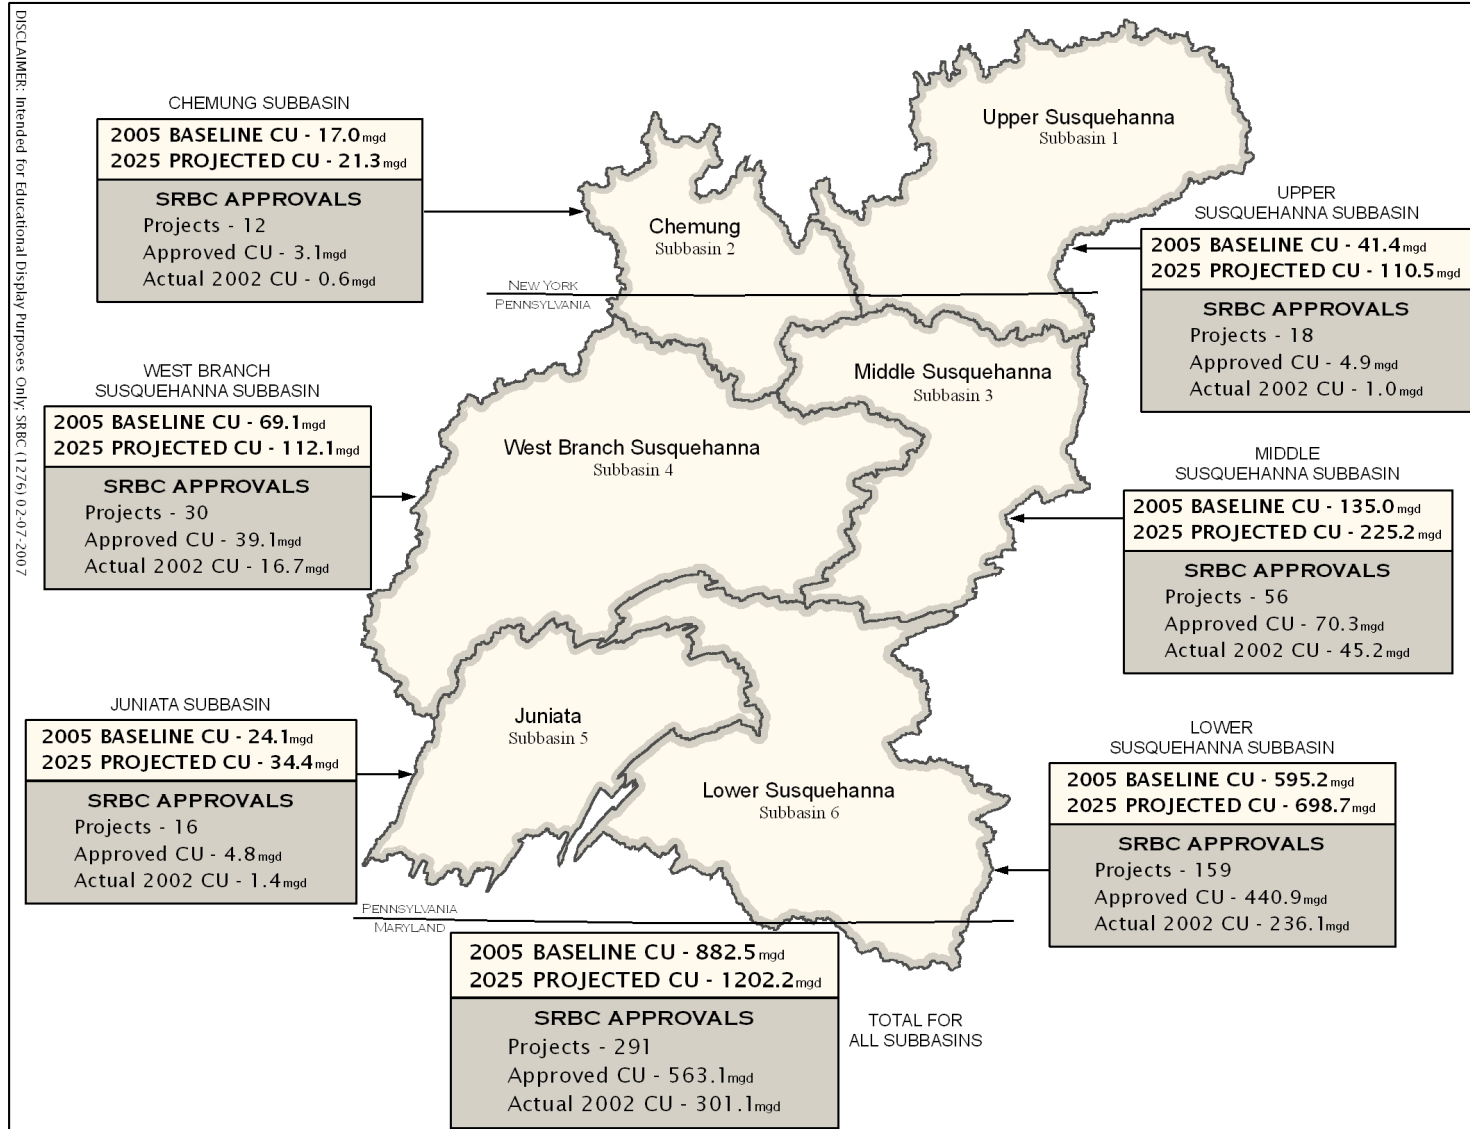 DISCLAIMER: Intended for Educational Display Purposes Only; SRBC (1276) 02-07-2007
CHEMUNG SUBBASIN
2005 BASELINE CU - 17.0mgd
2025 PROJECTED CU - 21.3mgd
SRBC APPROVALS
Projects - 12
Approved CU - 3.1mgd
Actual 2002 CU - 0.6mgd
Upper Susquehanna
Subbasin 1
Chemung
Subbasin 2
UPPER
SUSQUEHANNA SUBBASIN
2005 BASELINE CU - 41.4mgd
2025 PROJECTED CU - 110.5mgd
SRBC APPROVALS
Projects - 18
Approved CU - 4.9mgd
Actual 2002 CU - 1.0mgd
NEW YORK
PENNSYLVANIA
WEST BRANCH
SUSQUEHANNA SUBBASIN
2005 BASELINE CU - 69.1mgd
2025 PROJECTED CU - 112.1mgd
SRBC APPROVALS
Projects - 30
Approved CU - 39.1mgd
Actual 2002 CU - 16.7mgd
Middle Susquehanna
Subbasin 3
West Branch Susquehanna
Subbasin 4
MIDDLE
SUSQUEHANNA SUBBASIN
2005 BASELINE CU - 135.0mgd
2025 PROJECTED CU - 225.2mgd
SRBC APPROVALS
Projects - 56
Approved CU - 70.3mgd
Actual 2002 CU - 45.2mgd
JUNIATA SUBBASIN
2005 BASELINE CU - 24.1mgd
2025 PROJECTED CU - 34.4mgd
SRBC APPROVALS
Projects - 16
Approved CU - 4.8mgd
Actual 2002 CU - 1.4mgd
Juniata
Subbasin 5
Lower Susquehanna
Subbasin 6
LOWER
SUSQUEHANNA SUBBASIN
2005 BASELINE CU - 595.2mgd
2025 PROJECTED CU - 698.7mgd
SRBC APPROVALS
Projects - 159
Approved CU - 440.9mgd
Actual 2002 CU - 236.1mgd
PENNSYLVANIA
MARYLAND
2005 BASELINE CU - 882.5mgd
2025 PROJECTED CU - 1202.2mgd
SRBC APPROVALS
Projects - 291
Approved CU - 563.1mgd
Actual 2002 CU - 301.1mgd
TOTAL FOR
ALL SUBBASINS